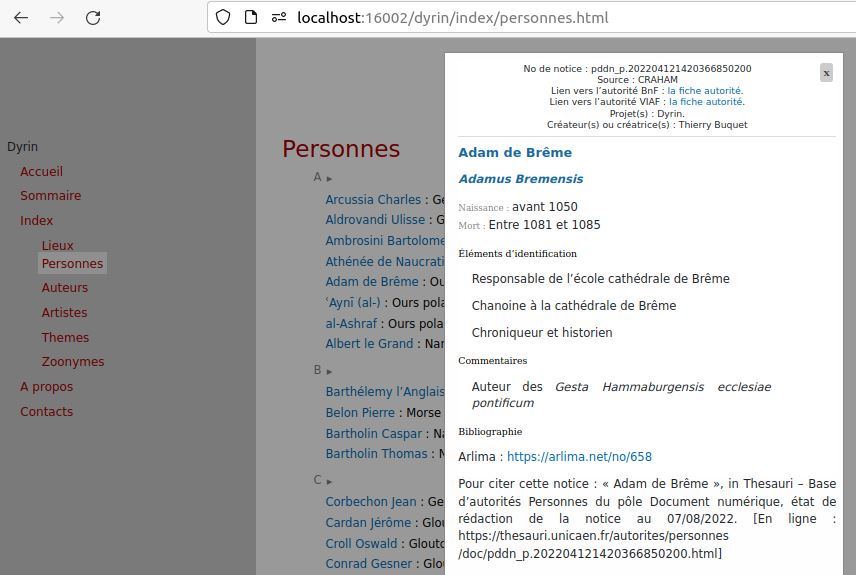 localhost:16002/dyrin/index/personnes.html
Dyrin
Accueil
Sommaire
Index
Lieux
Personnes
Auteurs
Artistes
Themes
Zoonymes
A propos
Contacts
Personnes
A ▸
Arcussia Charles : Ge
Aldrovandi Ulisse : G
Ambrosini Bartolome
Athénée de Naucrati
Adam de Brême : Ou
ʿAynī (al-) : Ours pola
al-Ashraf : Ours pola
Albert le Grand : Nar
B ▸
Barthélemy l’Anglais
Belon Pierre : Morse
Bartholin Caspar : Na
Bartholin Thomas : N
C ▸
Corbechon Jean : Ge
Cardan Jérôme : Glou
Croll Oswald : Glouto
Conrad Gesner : Glou
x
No de notice : pddn_p.202204121420366850200
Source : CRAHAM
Lien vers l’autorité BnF : la fiche autorité.
Lien vers l’autorité VIAF : la fiche autorité.
Projet(s) : Dyrin.
Créateur(s) ou créatrice(s) : Thierry Buquet
Adam de Brême
Adamus Bremensis
Naissance : avant 1050
Mort : Entre 1081 et 1085
Éléments d’identification
Responsable de l’école cathédrale de Brême
Chanoine à la cathédrale de Brême
Chroniqueur et historien
Commentaires
Auteur des Gesta Hammaburgensis ecclesiae
pontificum
Bibliographie
Arlima : https://arlima.net/no/658
Pour citer cette notice : « Adam de Brême », in Thesauri – Base
d’autorités Personnes du pôle Document numérique, état de
rédaction de la notice au 07/08/2022. [En ligne :
https://thesauri.unicaen.fr/autorites/personnes
/doc/pddn_p.202204121420366850200.html]